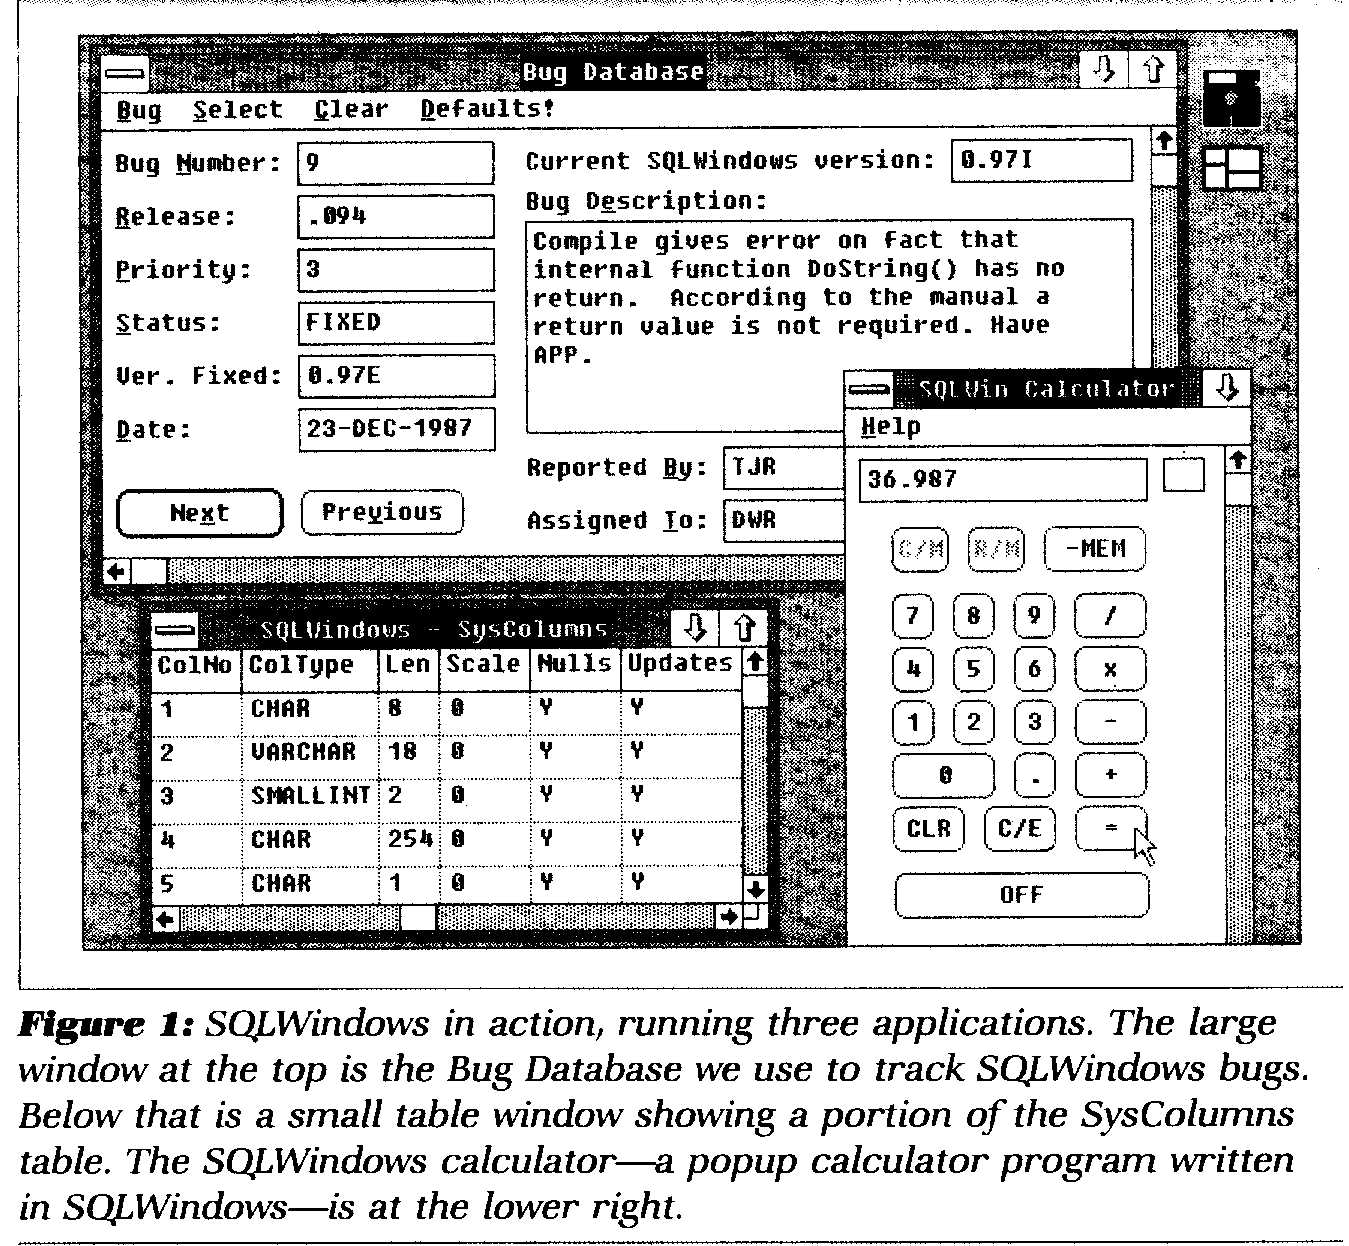 Bug Database
Bug Select Clear Defaults!
Bug Number: 9
Current SQLWindows version: 0.97I
Release: .094
Bug Description:
Compile gives error on fact that
internal function DoString() has no
return.  According to the manual a
return value is not required. Have
APP.
Priority: 3
Status: FIXED
Ver. Fixed: 0.97E
Date: 23-DEC-1987
Reported By: TJR
Assigned To: DWR
Next Previous
SQLWindows - SysColumns
ColNo ColType Len Scale Nulls Updates
1 CHAR 8 0 Y Y
2 VARCHAR 18 0 Y Y
3 SMALLINT 2 0 Y Y
4 CHAR 254 0 Y Y
5 CHAR 1 0 Y Y
SQLWin Calculator
Help
36.987
C/M R/M -MEM
7 8 9 /
4 5 6 x
1 2 3 -
0 . +
CLR C/E =
OFF
Figure 1: SQLWindows in action, running three applications. The large
window at the top is the Bug Database we use to track SQLWindows bugs.
Below that is a small table window showing a portion of the SysColumns
table. The SQLWindows calculator—a popup calculator program written
in SQLWindows—is at the lower right.